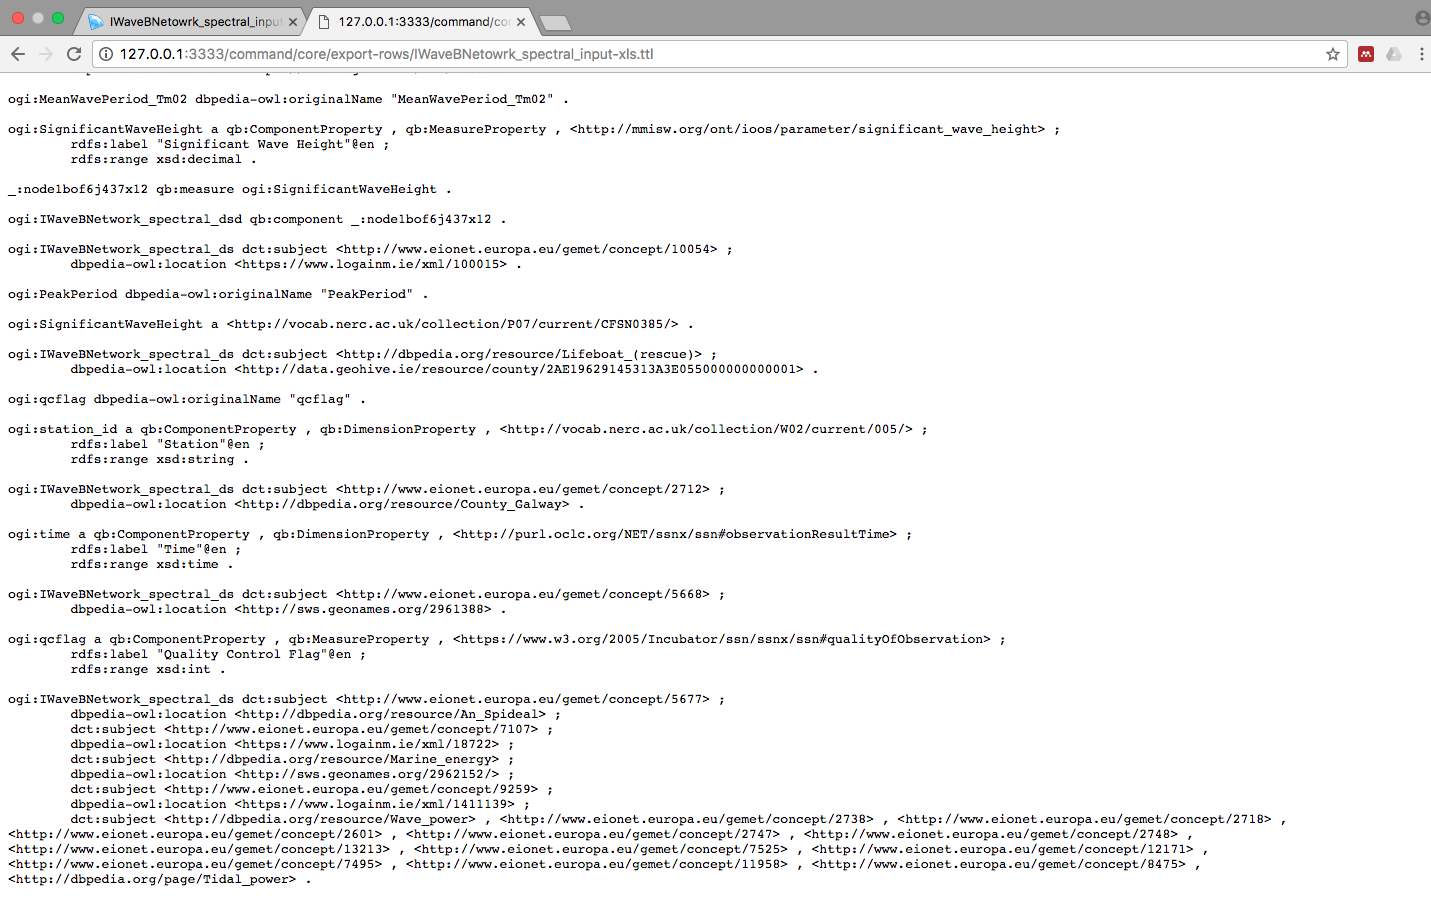 IWaveBNetowrk_spectral_input
127.0.0.1:3333/command/co
127.0.0.1:3333/command/core/export-rows/IWaveBNetowrk_spectral_input-xls.ttl
ogi:MeanWavePeriod_Tm02 dbpedia-owl:originalName "MeanWavePeriod_Tm02" .
ogi:SignificantWaveHeight a qb:ComponentProperty , qb:MeasureProperty , <http://mmisw.org/ont/ioos/parameter/significant_wave_height> ;
rdfs:label "Significant Wave Height"@en ;
rdfs:range xsd:decimal .
_:node1bof6j437x12 qb:measure ogi:SignificantWaveHeight .
ogi:IWaveBNetwork_spectral_dsd qb:component _:node1bof6j437x12 .
ogi:IWaveBNetwork_spectral_ds dct:subject <http://www.eionet.europa.eu/gemet/concept/10054> ;
dbpedia-owl:location <https://www.logainm.ie/xml/100015> .
ogi:PeakPeriod dbpedia-owl:originalName "PeakPeriod" .
ogi:SignificantWaveHeight a <http://vocab.nerc.ac.uk/collection/P07/current/CFSN0385/> .
ogi:IWaveBNetwork_spectral_ds dct:subject <http://dbpedia.org/resource/Lifeboat_(rescue)> ;
dbpedia-owl:location <http://data.geohive.ie/resource/county/2AE19629145313A3E055000000000001> .
ogi:qcflag dbpedia-owl:originalName "qcflag" .
ogi:station_id a qb:ComponentProperty , qb:DimensionProperty , <http://vocab.nerc.ac.uk/collection/W02/current/005/> ;
rdfs:label "Station"@en ;
rdfs:range xsd:string .
ogi:IWaveBNetwork_spectral_ds dct:subject <http://www.eionet.europa.eu/gemet/concept/2712> ;
dbpedia-owl:location <http://dbpedia.org/resource/County_Galway> .
ogi:time a qb:ComponentProperty , qb:DimensionProperty , <http://purl.oclc.org/NET/ssnx/ssn#observationResultTime> ;
rdfs:label "Time"@en ;
rdfs:range xsd:time .
ogi:IWaveBNetwork_spectral_ds dct:subject <http://www.eionet.europa.eu/gemet/concept/5668> ;
dbpedia-owl:location <http://sws.geonames.org/2961388> .
ogi:qcflag a qb:ComponentProperty , qb:MeasureProperty , <https://www.w3.org/2005/Incubator/ssn/ssnx/ssn#qualityOfObservation> ;
rdfs:label "Quality Control Flag"@en ;
rdfs:range xsd:int .
ogi:IWaveBNetwork_spectral_ds dct:subject <http://www.eionet.europa.eu/gemet/concept/5677> ;
dbpedia-owl:location <http://dbpedia.org/resource/An_Spideal> ;
dct:subject <http://www.eionet.europa.eu/gemet/concept/7107> ;
dbpedia-owl:location <https://www.logainm.ie/xml/18722> ;
dct:subject <http://dbpedia.org/resource/Marine_energy> ;
dbpedia-owl:location <http://sws.geonames.org/2962152/> ;
dct:subject <http://www.eionet.europa.eu/gemet/concept/9259> ;
dbpedia-owl:location <https://www.logainm.ie/xml/1411139> ;
dct:subject <http://dbpedia.org/resource/Wave_power> , <http://www.eionet.europa.eu/gemet/concept/2738> , <http://www.eionet.europa.eu/gemet/concept/2718> ,
<http://www.eionet.europa.eu/gemet/concept/2601> , <http://www.eionet.europa.eu/gemet/concept/2747> , <http://www.eionet.europa.eu/gemet/concept/2748> ,
<http://www.eionet.europa.eu/gemet/concept/13213> , <http://www.eionet.europa.eu/gemet/concept/7525> , <http://www.eionet.europa.eu/gemet/concept/12171> ,
<http://www.eionet.europa.eu/gemet/concept/7495> , <http://www.eionet.europa.eu/gemet/concept/11958> , <http://www.eionet.europa.eu/gemet/concept/8475> ,
<http://dbpedia.org/page/Tidal_power> .